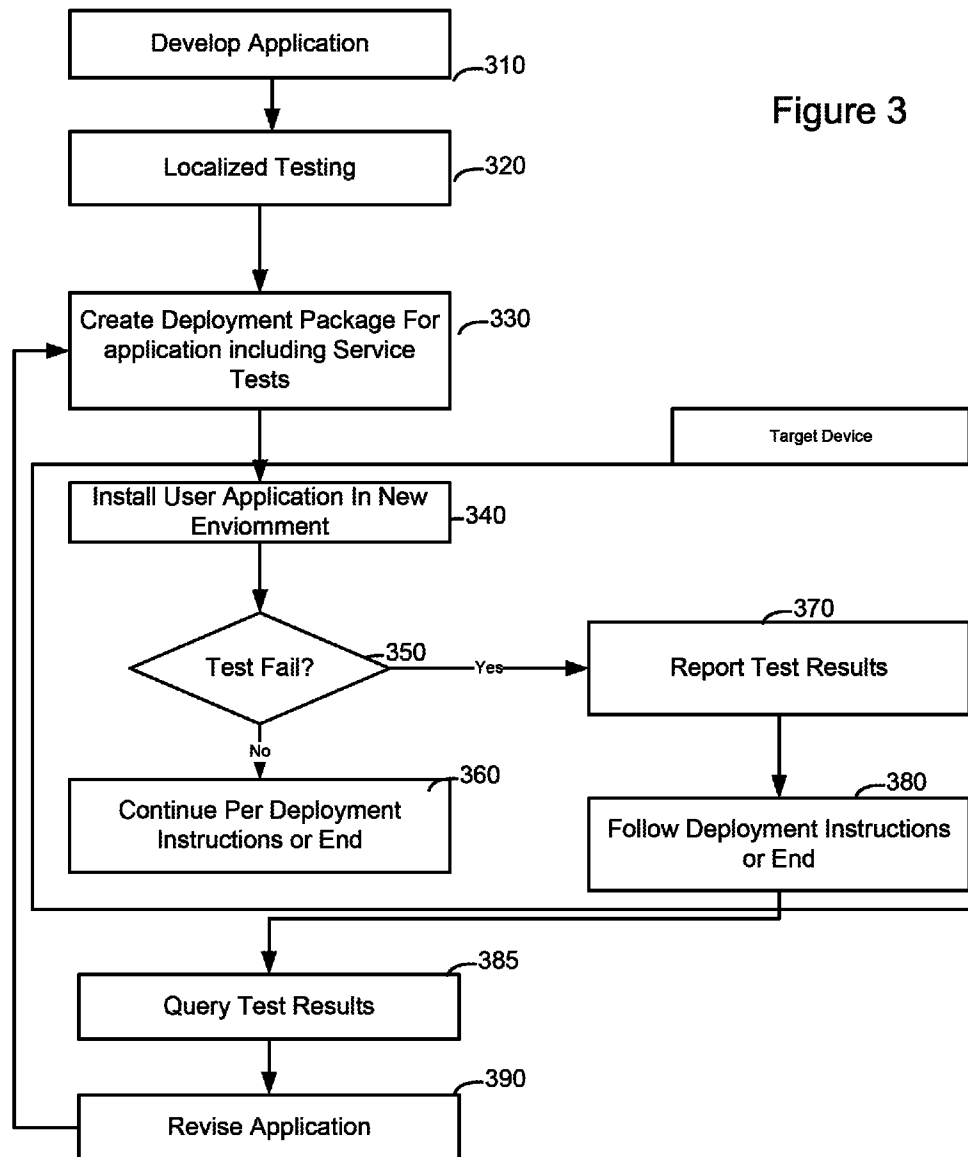 Develop Application
310
Figure 3
Localized Testing
320
Create Deployment Package For
application including Service
Tests
330
Target Device
Install User Application In New
Enviornment
340
Test Fail?
350
Yes
370
Report Test Results
No
360
Continue Per Deployment
Instructions or End
380
Follow Deployment Instructions
or End
385
Query Test Results
390
Revise Application